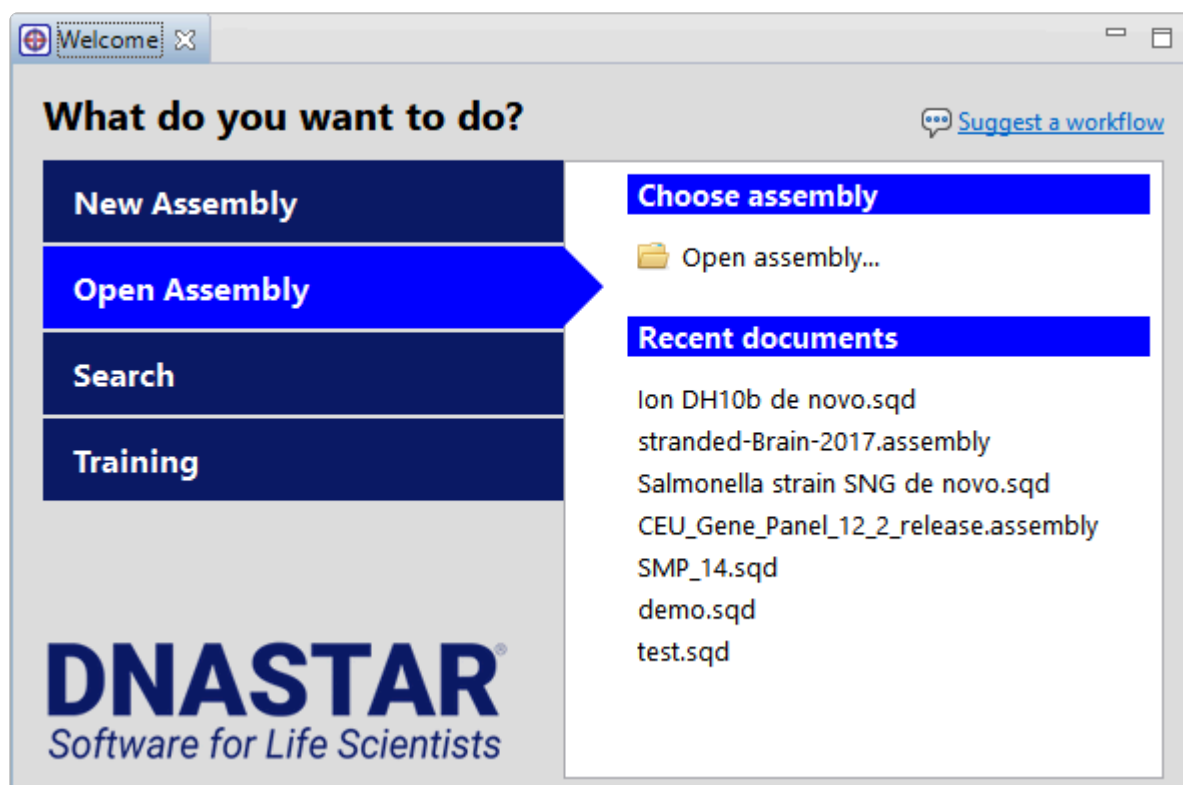 Welcome
What do you want to do?
Suggest a workflow
New Assembly
Open Assembly
Search
Training
Choose assembly
Open assembly...
Recent documents
Ion DH10b de novo.sqd
stranded-Brain-2017.assembly
Salmonella strain SNG de novo.sqd
CEU_Gene_Panel_12_2_release.assembly
SMP_14.sqd
demo.sqd
test.sqd
DNASTAR®
Software for Life Scientists